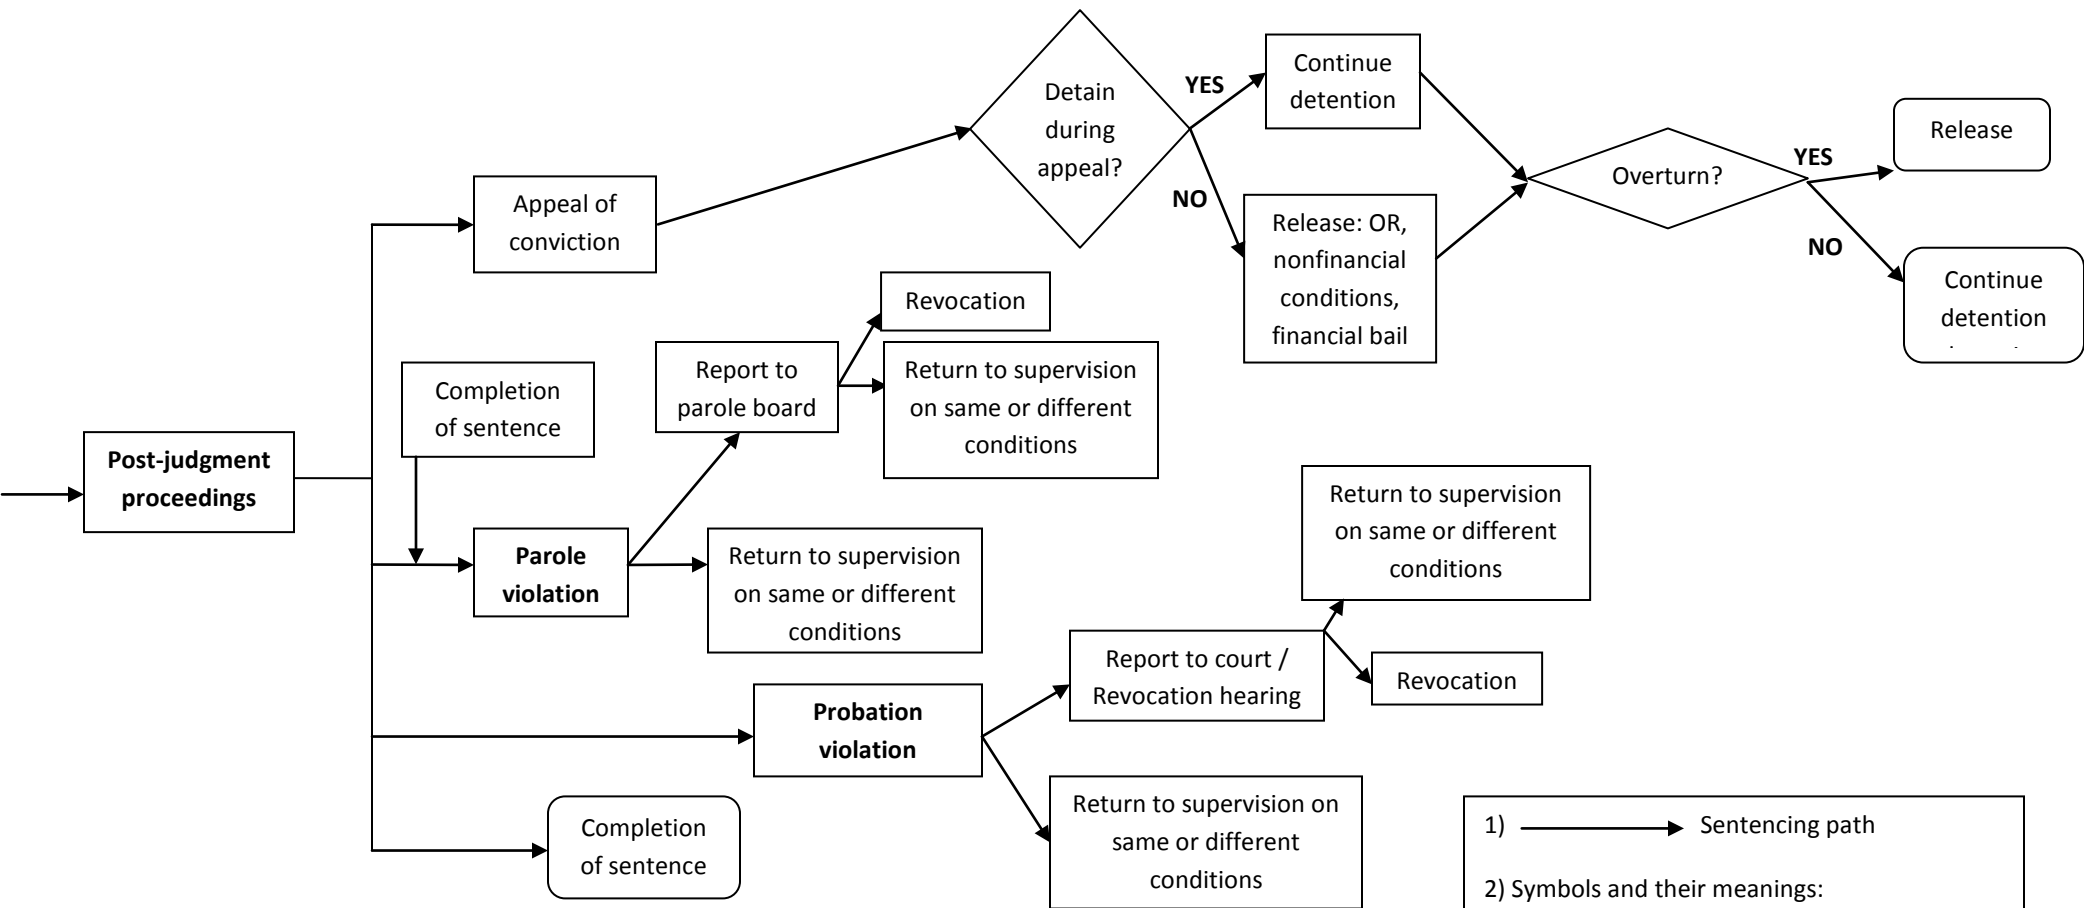 Detain
during
appeal?
YES
NO
Continue
detention
Release: OR,
nonfinancial
conditions,
financial bail
Overturn?
YES
NO
Release
Continue
detention
Appeal of
conviction
Revocation
Report to
parole board
Return to supervision
on same or different
conditions
Completion
of sentence
Post-judgment
proceedings
Parole
violation
Return to supervision
on same or different
conditions
Return to supervision
on same or different
conditions
Report to court /
Revocation hearing
Revocation
Probation
violation
Return to supervision on
same or different
conditions
Completion
of sentence
1) Sentencing path
2) Symbols and their meanings: